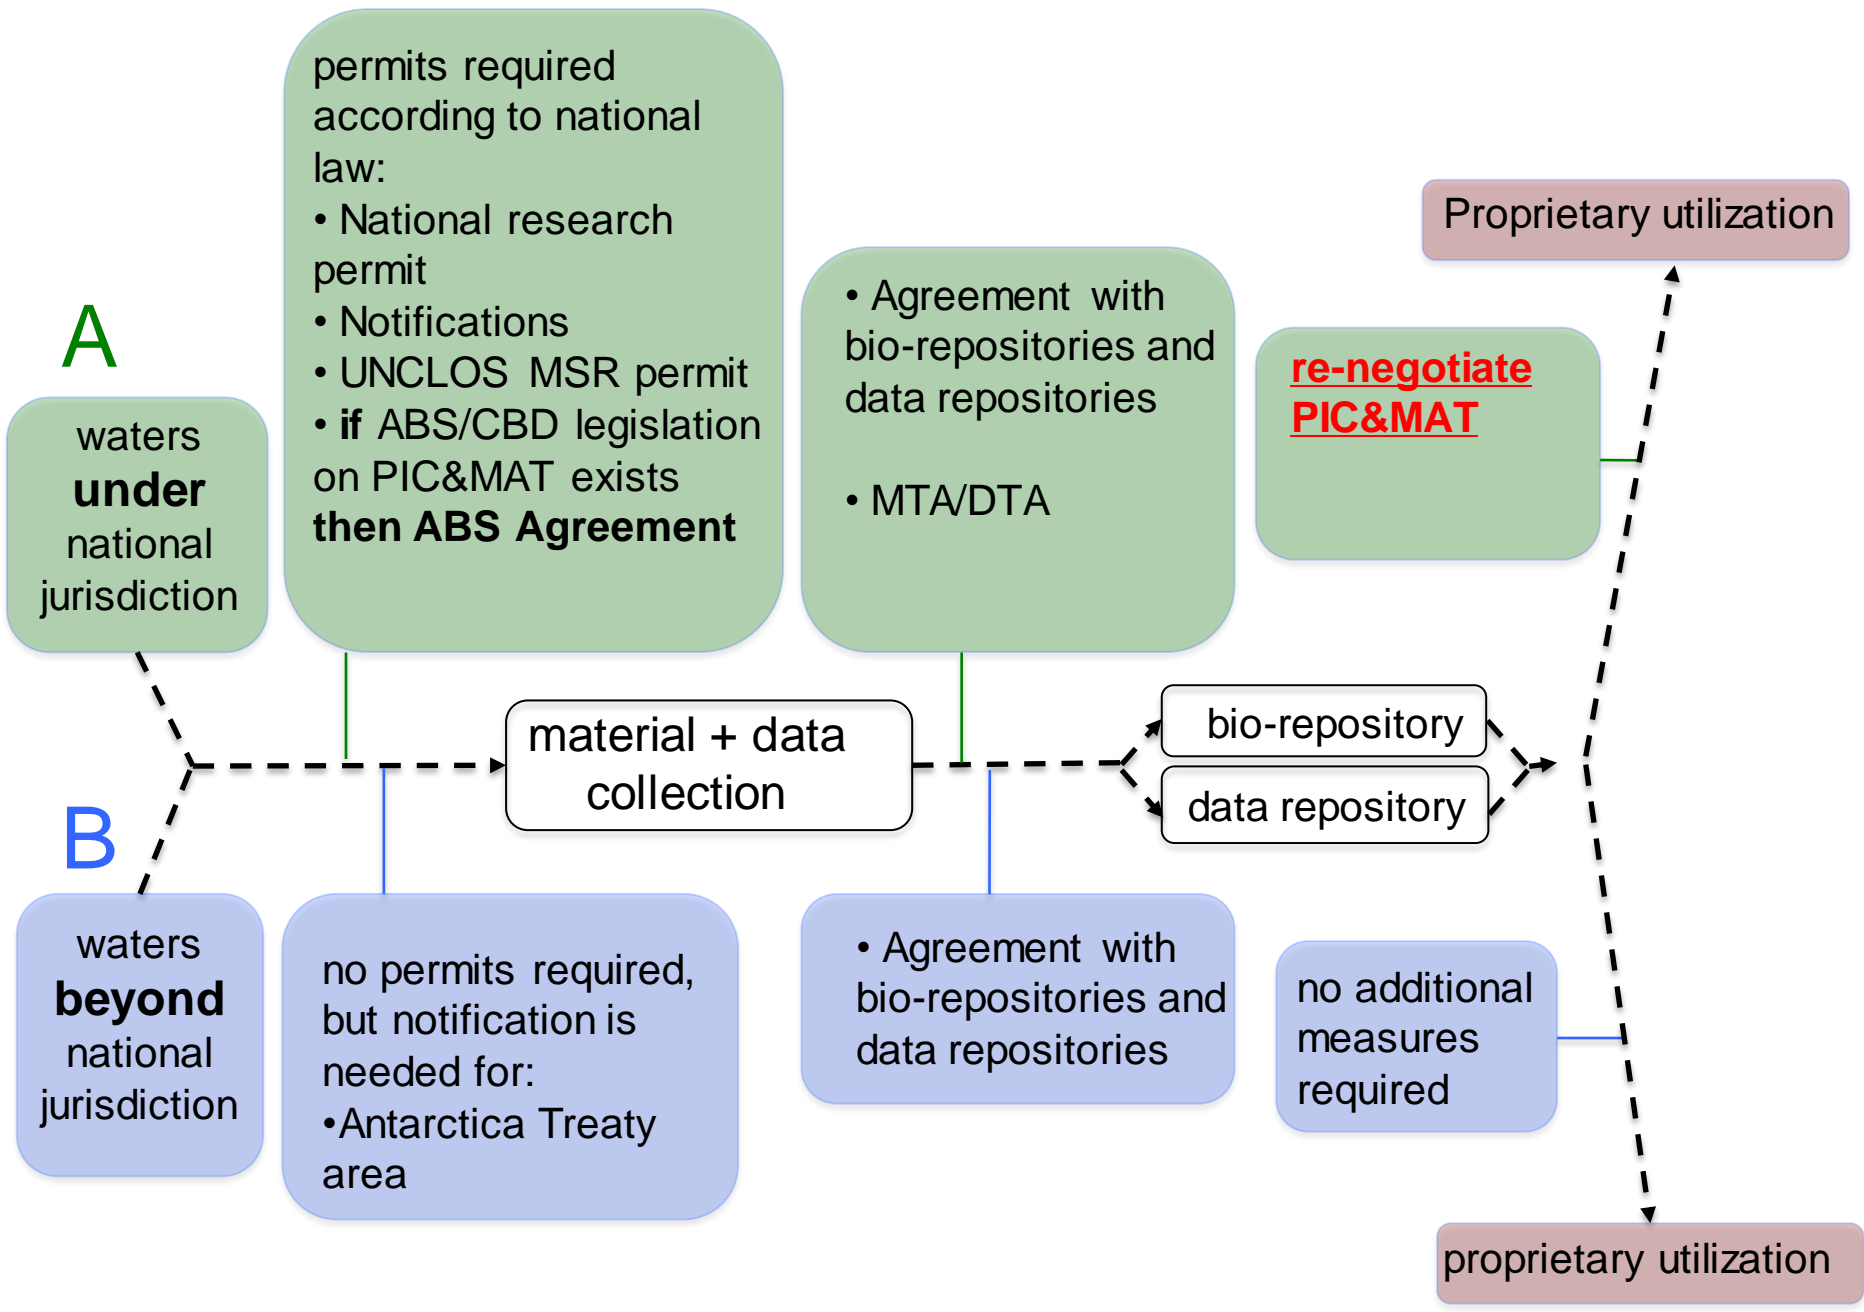 permits required
according to national
law:
• National research
permit
• Notifications
• UNCLOS MSR permit
• if ABS/CBD legislation
on PIC&MAT exists
then ABS Agreement
Proprietary utilization
• Agreement with
bio-repositories and
data repositories
• MTA/DTA
re-negotiate
PIC&MAT
A
waters
under
national
jurisdiction
material + data
collection
bio-repository
data repository
B
waters
beyond
national
jurisdiction
no permits required,
but notification is
needed for:
•Antarctica Treaty
area
• Agreement with
bio-repositories and
data repositories
no additional
measures
required
proprietary utilization